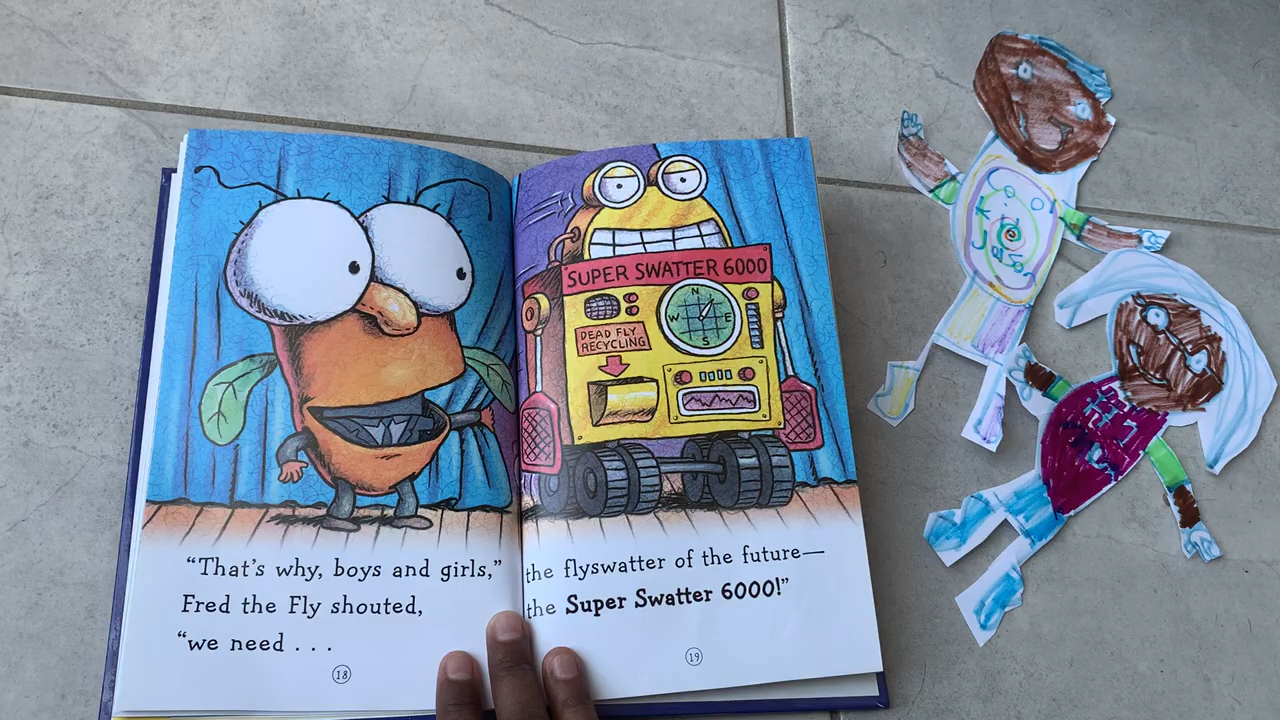 "That's why, boys and girls,"
Fred the Fly shouted,
"we need . . .
18
SUPER SWATTER 6000
N
W E
S
DEAD FLY
RECYCLING
the flyswatter of the future—
the Super Swatter 6000!"
19